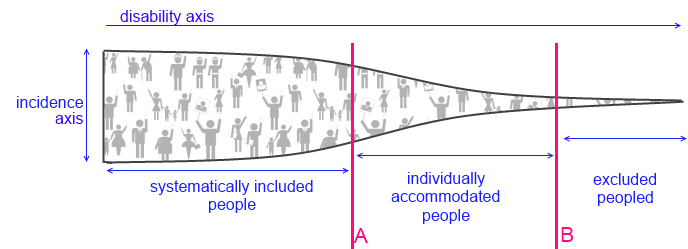 disability axis
incidence
axis
systematically included
people
individually
accommodated
people
excluded
peopled
A
B